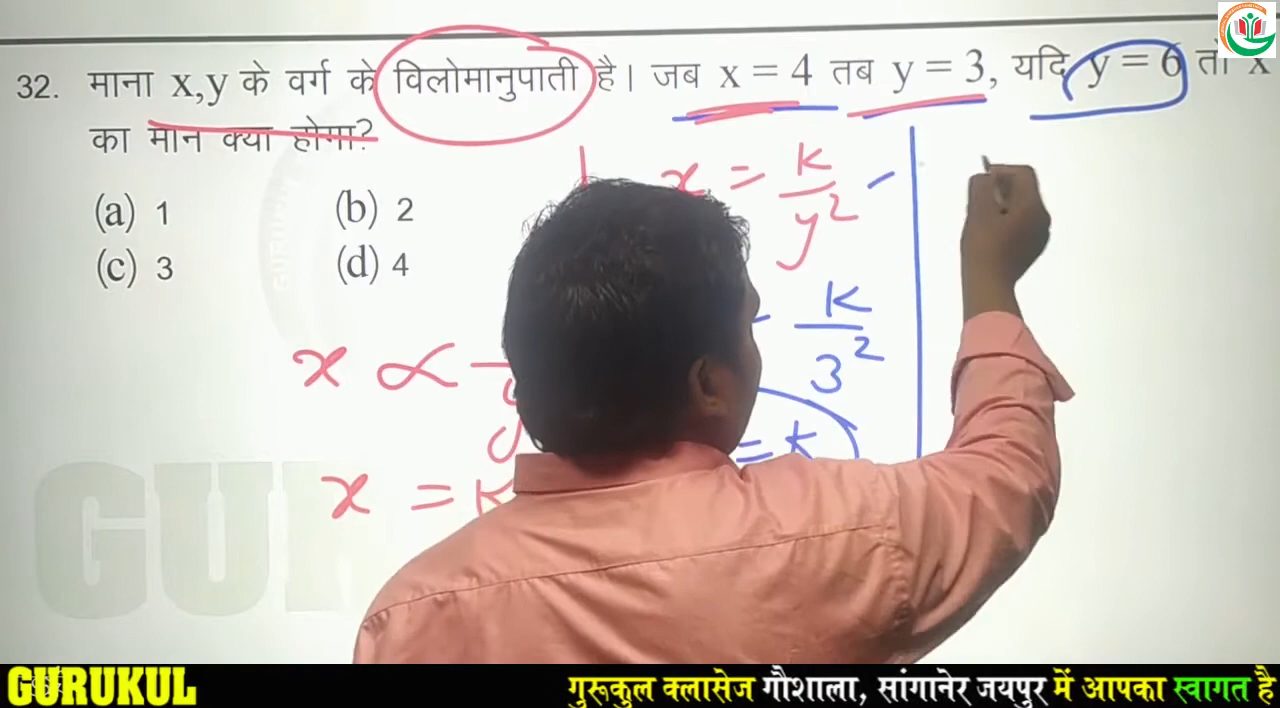 32. माना x,y के वर्ग के विलोमानुपाती है। जब x = 4 तब y = 3, यदि y = 6 तो x
का मान क्या होगा?
(a) 1 (b) 2
(c) 3 (d) 4
x = k/y²
k/3²
= k
x ∝
x = k
GURUKUL
गुरूकुल क्लासेज गौशाला, सांगानेर जयपुर में आपका स्वागत है